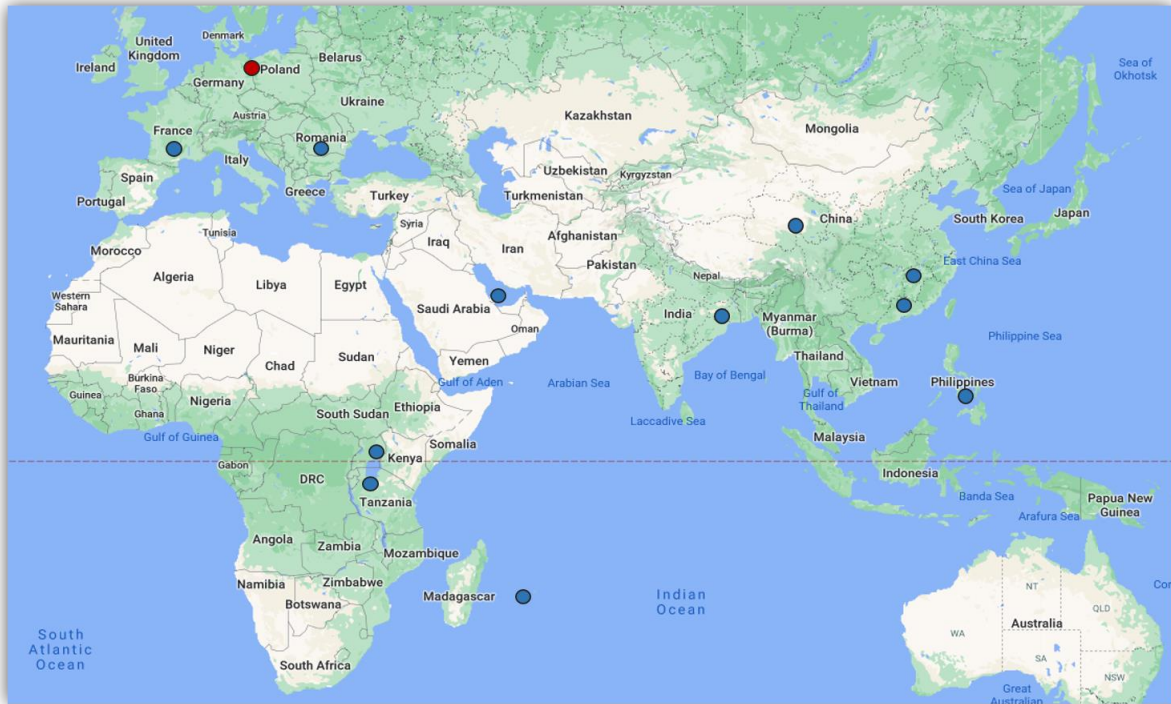 Denmark
United
Kingdom
Ireland
Poland
Belarus
Germany
Sea of
Okhotsk
Ukraine
Austria
Kazakhstan
France
Romania
Mongolia
Italy
Spain
Uzbekistan
Kyrgyzstan
Portugal
Greece
Turkey
Turkmenistan
Sea of Japan
South Korea
Japan
China
Syria
Tunisia
Morocco
Iraq
Iran
Afghanistan
Pakistan
East China Sea
Nepal
Algeria
Libya
Egypt
Western
Sahara
Saudi Arabia
India
Myanmar
(Burma)
Oman
Mauritania
Mali
Niger
Chad
Sudan
Yemen
Philippine Sea
Thailand
Burkina
Faso
Guinea
Gulf of Aden
Arabian Sea
Bay of Bengal
Vietnam
Philippines
Nigeria
Ghana
South Sudan
Ethiopia
Gulf of
Thailand
Laccadive Sea
Gulf of Guinea
Somalia
Malaysia
Gabon
Kenya
DRC
Indonesia
Tanzania
Banda Sea
Papua New
Guinea
Arafura Sea
Angola
Zambia
Mozambique
Namibia
Zimbabwe
Madagascar
Botswana
Indian
Ocean
NT
QLD
Australia
WA
SA
NSW
South
Atlantic
Ocean
South Africa
Great
Australian